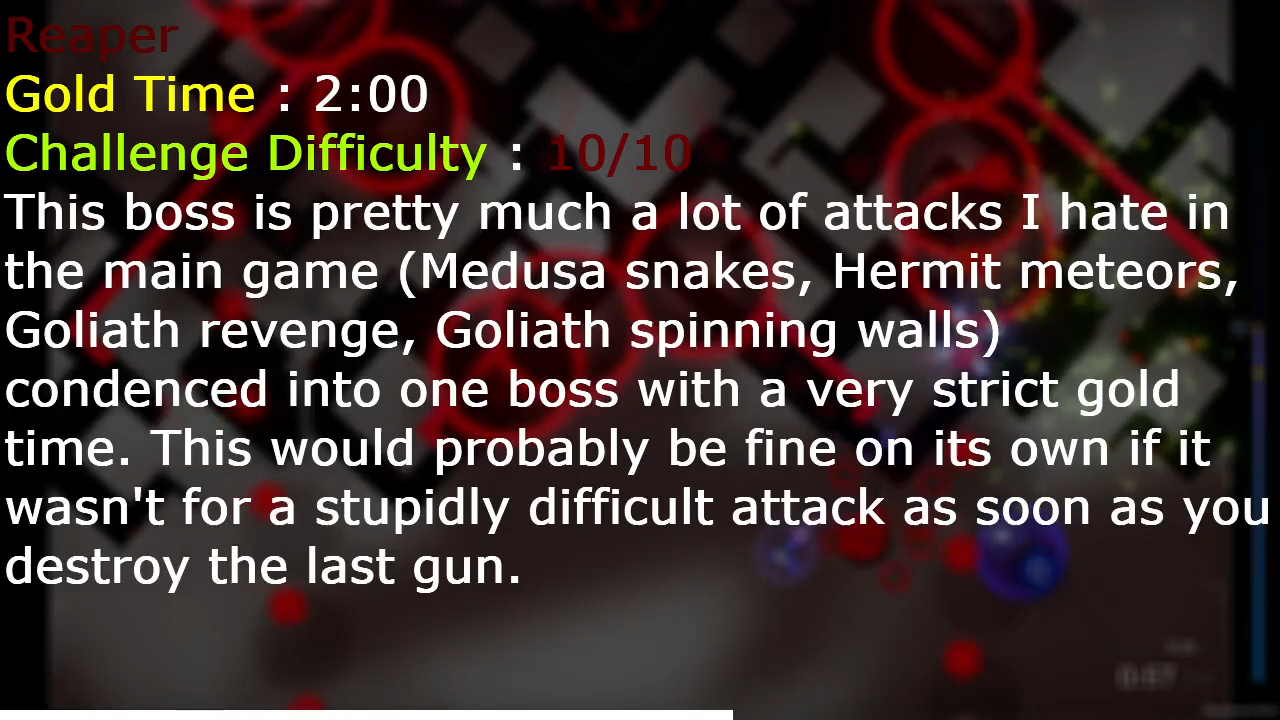 Reaper
Gold Time : 2:00
Challenge Difficulty : 10/10
This boss is pretty much a lot of attacks I hate in
the main game (Medusa snakes, Hermit meteors,
Goliath revenge, Goliath spinning walls)
condenced into one boss with a very strict gold
time. This would probably be fine on its own if it
wasn't for a stupidly difficult attack as soon as you
destroy the last gun.
0:57